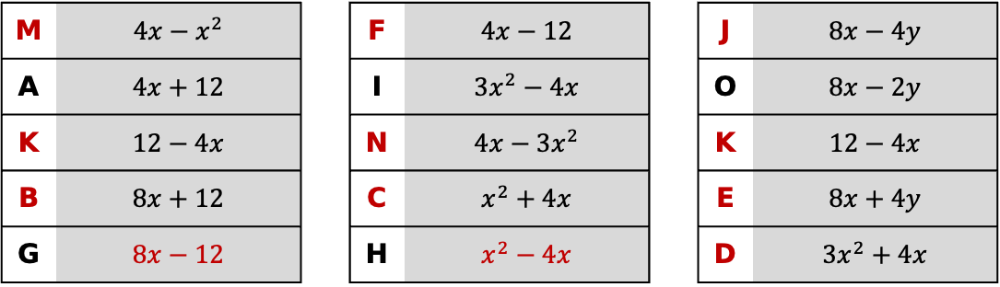 M 4x − x²
A 4x + 12
K 12 − 4x
B 8x + 12
G 8x − 12
F 4x − 12
I 3x² − 4x
N 4x − 3x²
C x² + 4x
H x² − 4x
J 8x − 4y
O 8x − 2y
K 12 − 4x
E 8x + 4y
D 3x² + 4x